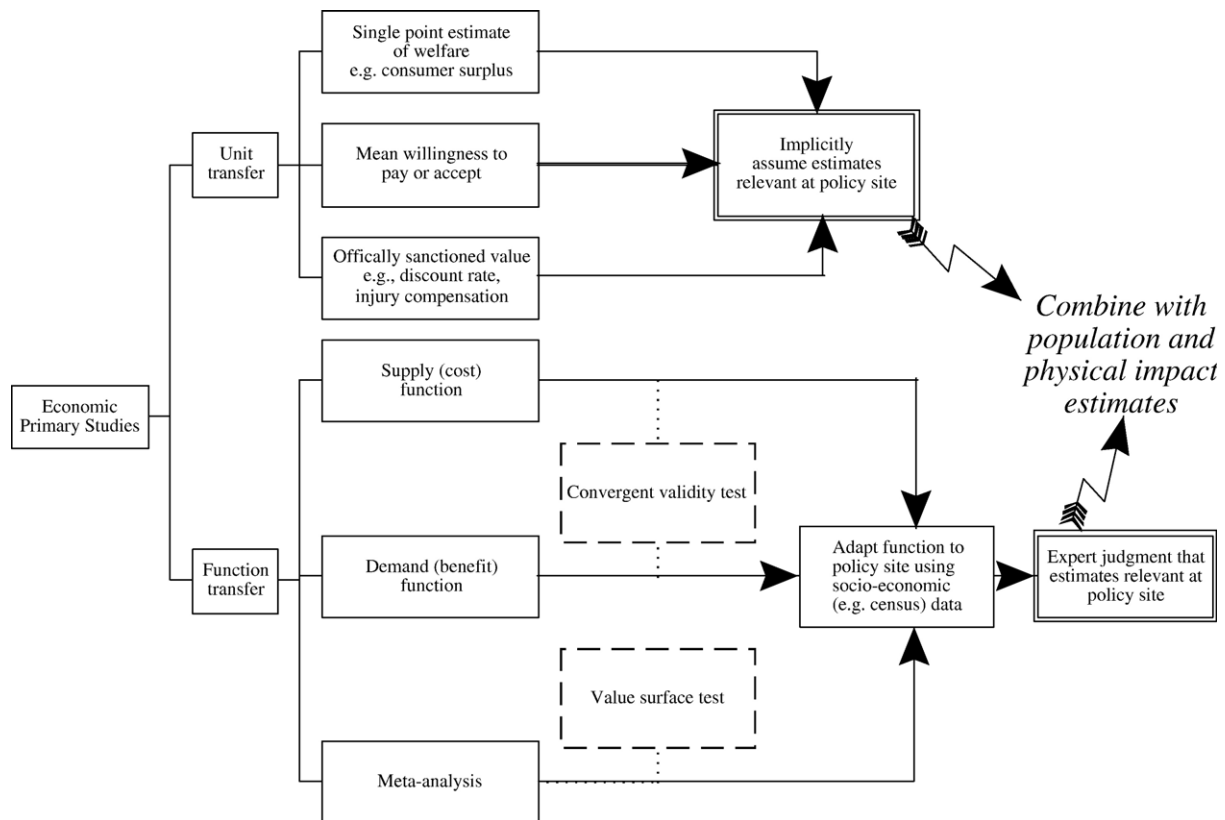 Single point estimate
of welfare
e.g. consumer surplus
Unit
transfer
Mean willingness to
pay or accept
Implicitly
assume estimates
relevant at policy site
Offically sanctioned value
e.g., discount rate,
injury compensation
Combine with
population and
physical impact
estimates
Economic
Primary Studies
Supply (cost)
function
Convergent validity test
Function
transfer
Demand (benefit)
function
Adapt function to
policy site using
socio-economic
(e.g. census) data
Expert judgment that
estimates relevant at
policy site
Value surface test
Meta-analysis